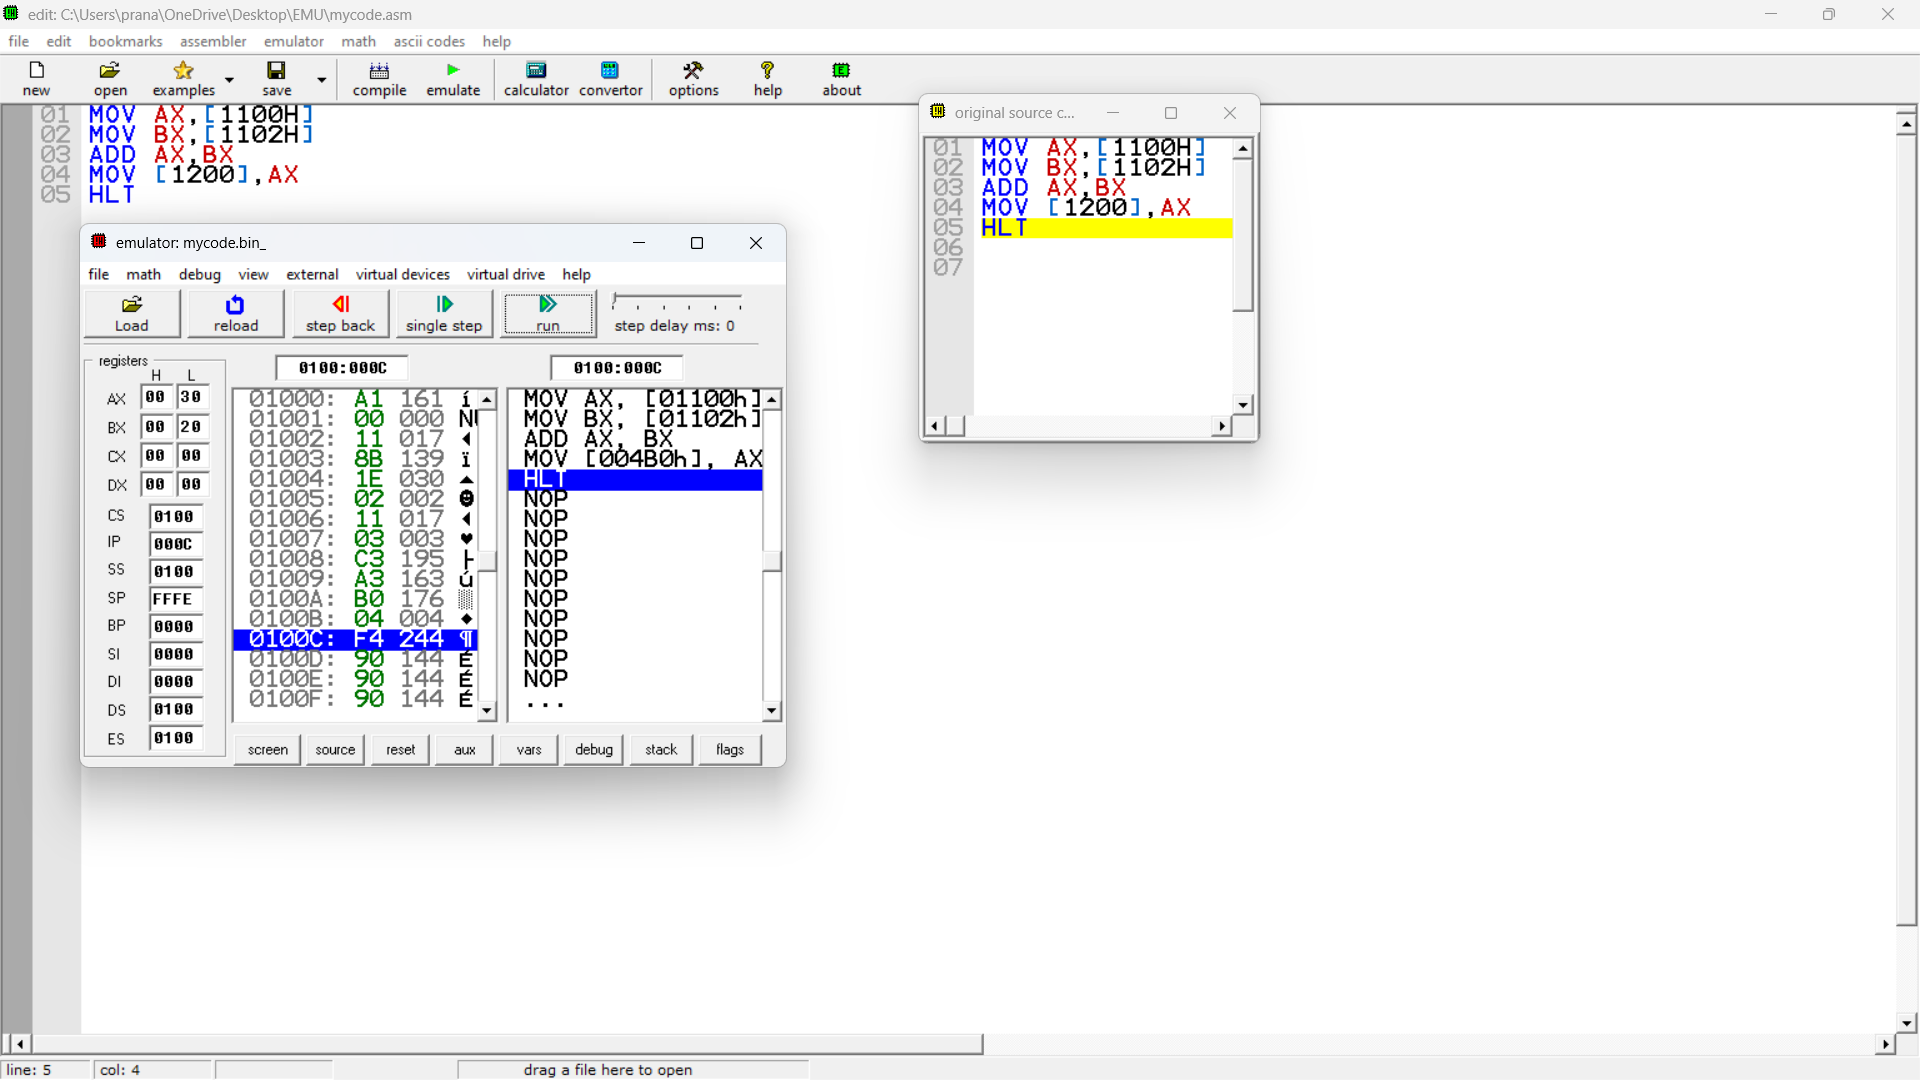 edit: C:\Users\prana\OneDrive\Desktop\EMU\mycode.asm
file edit bookmarks assembler emulator math ascii codes help
new open examples save compile emulate calculator convertor options help about
01 MOV AX,[1100H]
02 MOV BX,[1102H]
03 ADD AX,BX
04 MOV [1200],AX
05 HLT
original source c...
01 MOV AX,[1100H]
02 MOV BX,[1102H]
03 ADD AX,BX
04 MOV [1200],AX
05 HLT
06
07
emulator: mycode.bin_
file math debug view external virtual devices virtual drive help
Load reload step back single step run step delay ms: 0
registers
H L
AX 00 30
BX 00 20
CX 00 00
DX 00 00
CS 0100
IP 000C
SS 0100
SP FFFE
BP 0000
SI 0000
DI 0000
DS 0100
ES 0100
0100:000C
01000: A1 161 í
01001: 00 000 NU
01002: 11 017 ◄
01003: 8B 139 ï
01004: 1E 030 ▲
01005: 02 002 ☻
01006: 11 017 ◄
01007: 03 003 ♥
01008: C3 195 ├
01009: A3 163 ú
0100A: B0 176 ░
0100B: 04 004 ♦
0100C: F4 244 ¶
0100D: 90 144 É
0100E: 90 144 É
0100F: 90 144 É
0100:000C
MOV AX, [01100h]
MOV BX, [01102h]
ADD AX, BX
MOV [004B0h], AX
HLT
NOP
NOP
NOP
NOP
NOP
NOP
NOP
NOP
NOP
NOP
...
screen source reset aux vars debug stack flags
line: 5 col: 4 drag a file here to open